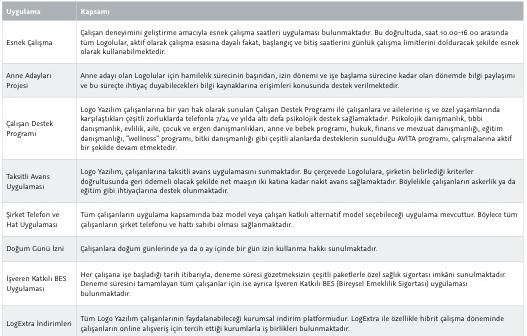 Uygulama Kapsamı
Esnek Çalışma
Çalışan deneyimini geliştirme amacıyla esnek çalışma saatleri uygulaması bulunmaktadır. Bu doğrultuda, saat 10.00-16.00 arasında
tüm Logolular, aktif olarak çalışma esasına dayalı fakat, başlangıç ve bitiş saatlerini günlük çalışma limitlerini dolduracak şekilde esnek
olarak kullanabilmektedir.
Anne Adayları
Projesi
Anne adayı olan Logolular için hamilelik sürecinin başından, izin dönemi ve işe başlama sürecine kadar olan dönemde bilgi paylaşımı
ve bu süreçte ihtiyaç duyabilecekleri bilgi kaynaklarına erişimleri konusunda destek verilmektedir.
Çalışan Destek
Programı
Logo Yazılım çalışanlarına bir yan hak olarak sunulan Çalışan Destek Programı ile çalışanlara ve ailelerine iş ve özel yaşamlarında
karşılaştıkları çeşitli zorluklarda telefonla 7/24 ve yılda altı defa psikolojik destek sağlamaktadır. Psikolojik danışmanlık, tıbbi
danışmanlık, evlilik, aile, çocuk ve ergen danışmanlıkları, anne ve bebek programı, hukuk, finans ve mevzuat danışmanlığı, eğitim
danışmanlığı, "wellness" programı, bitki danışmanlığı gibi çeşitli alanlarda desteklerin sunulduğu AVİTA programı, çalışmalarına aktif
bir şekilde devam etmektedir.
Taksitli Avans
Uygulaması
Logo Yazılım, çalışanlarına taksitli avans uygulamasını sunmaktadır. Bu çerçevede Logolulara, şirketin belirlediği kriterler
doğrultusunda geri ödemeli olacak şekilde net maaşın iki katına kadar nakit avans sağlamaktadır. Böylelikle çalışanların askerlik ya da
eğitim gibi ihtiyaçlarına destek olunmaktadır.
Şirket Telefon ve
Hat Uygulaması
Tüm çalışanların uygulama kapsamında baz model veya çalışan katkılı alternatif model seçebileceği uygulama mevcuttur. Böylece tüm
çalışanların şirket telefonu ve hattı sahibi olması sağlanmaktadır.
Doğum Günü İzni
Çalışanlara doğum günlerinde ya da o ay içinde bir gün izin kullanma hakkı sunulmaktadır.
İşveren Katkılı BES
Uygulaması
Her çalışana işe başladığı tarih itibarıyla, deneme süresi gözetmeksizin çeşitli paketlerle özel sağlık sigortası imkânı sunulmaktadır.
Deneme süresini tamamlayan tüm çalışanlar için ise ayrıca İşveren Katkılı BES (Bireysel Emeklilik Sigortası) uygulaması
bulunmaktadır.
LogExtra İndirimleri
Tüm Logo Yazılım çalışanlarının faydalanabileceği kurumsal indirim platformudur. LogExtra ile özellikle hibrit çalışma döneminde
çalışanların online alışveriş için tercih ettiği kurumlarla iş birlikleri bulunmaktadır.